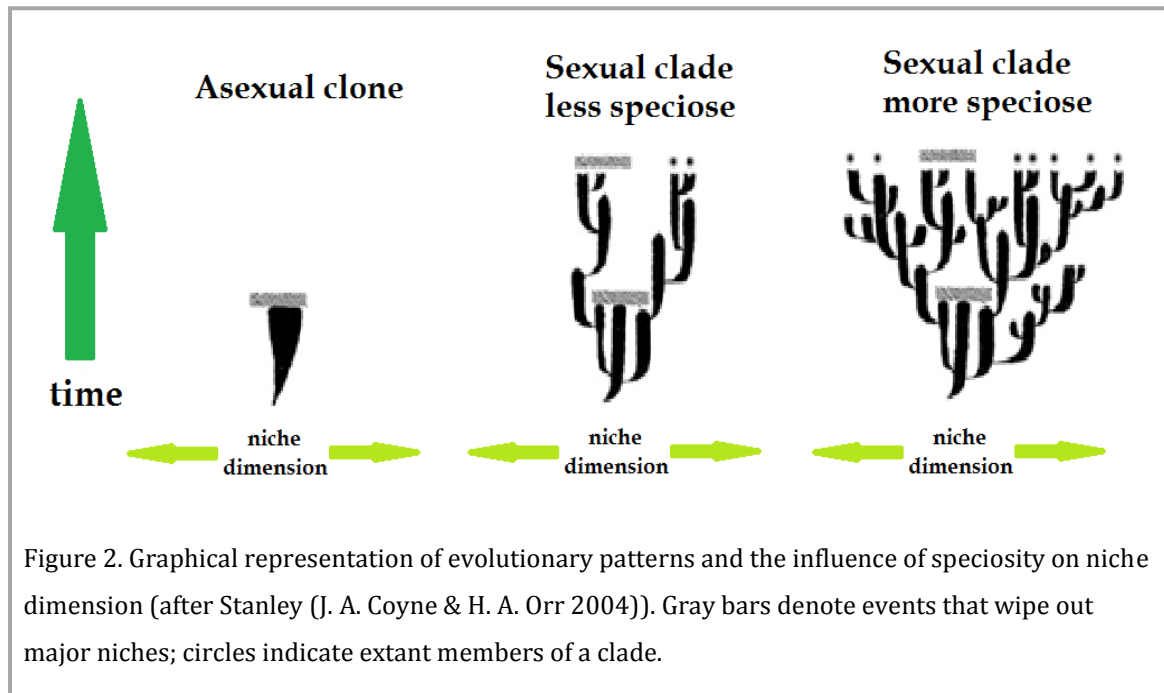 Asexual clone
Sexual clade
less speciose
Sexual clade
more speciose
time
niche
dimension
niche
dimension
niche
dimension
Figure 2. Graphical representation of evolutionary patterns and the influence of speciosity on niche
dimension (after Stanley (J. A. Coyne & H. A. Orr 2004)). Gray bars denote events that wipe out
major niches; circles indicate extant members of a clade.